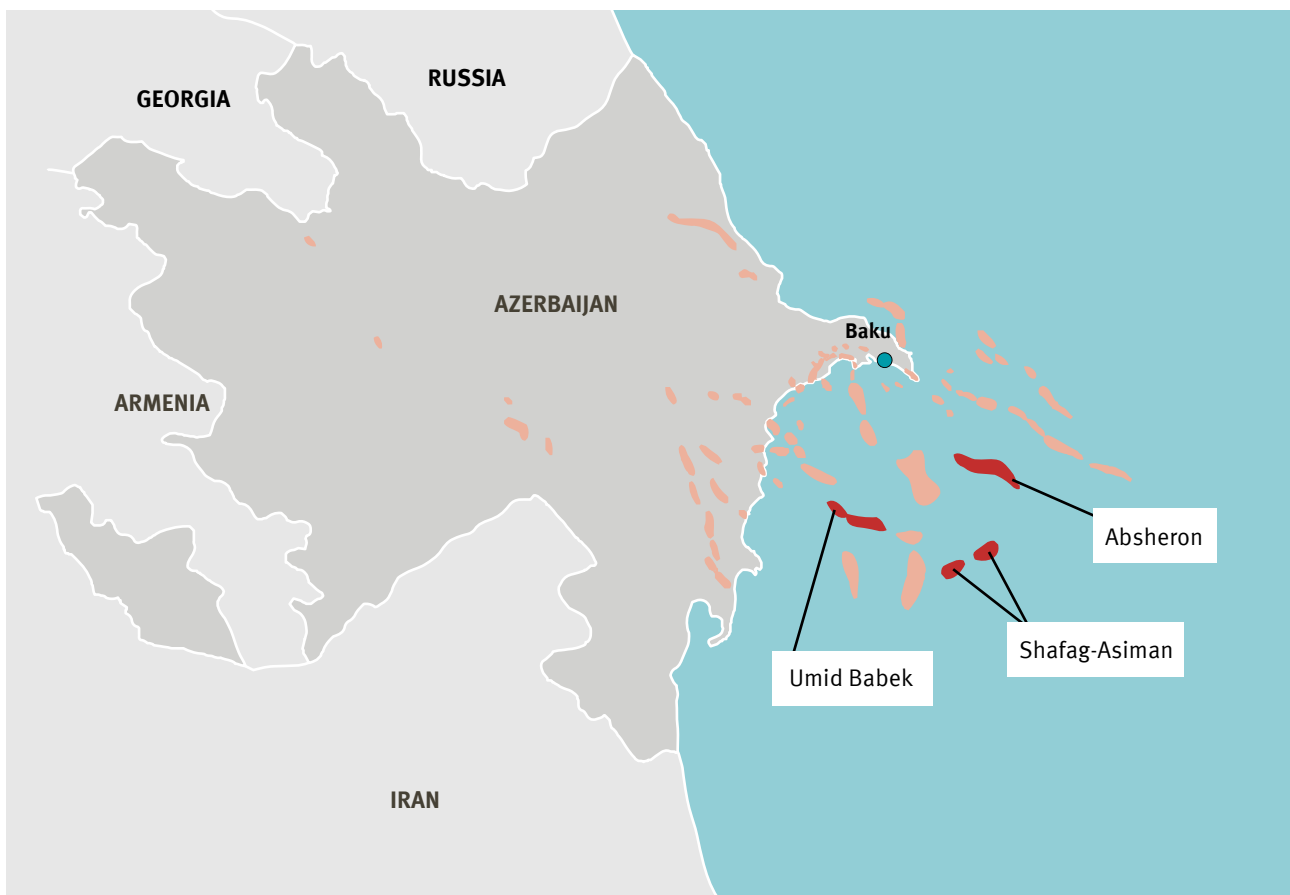 RUSSIA
GEORGIA
AZERBAIJAN
Baku
ARMENIA
Absheron
Shafag-Asiman
Umid Babek
IRAN